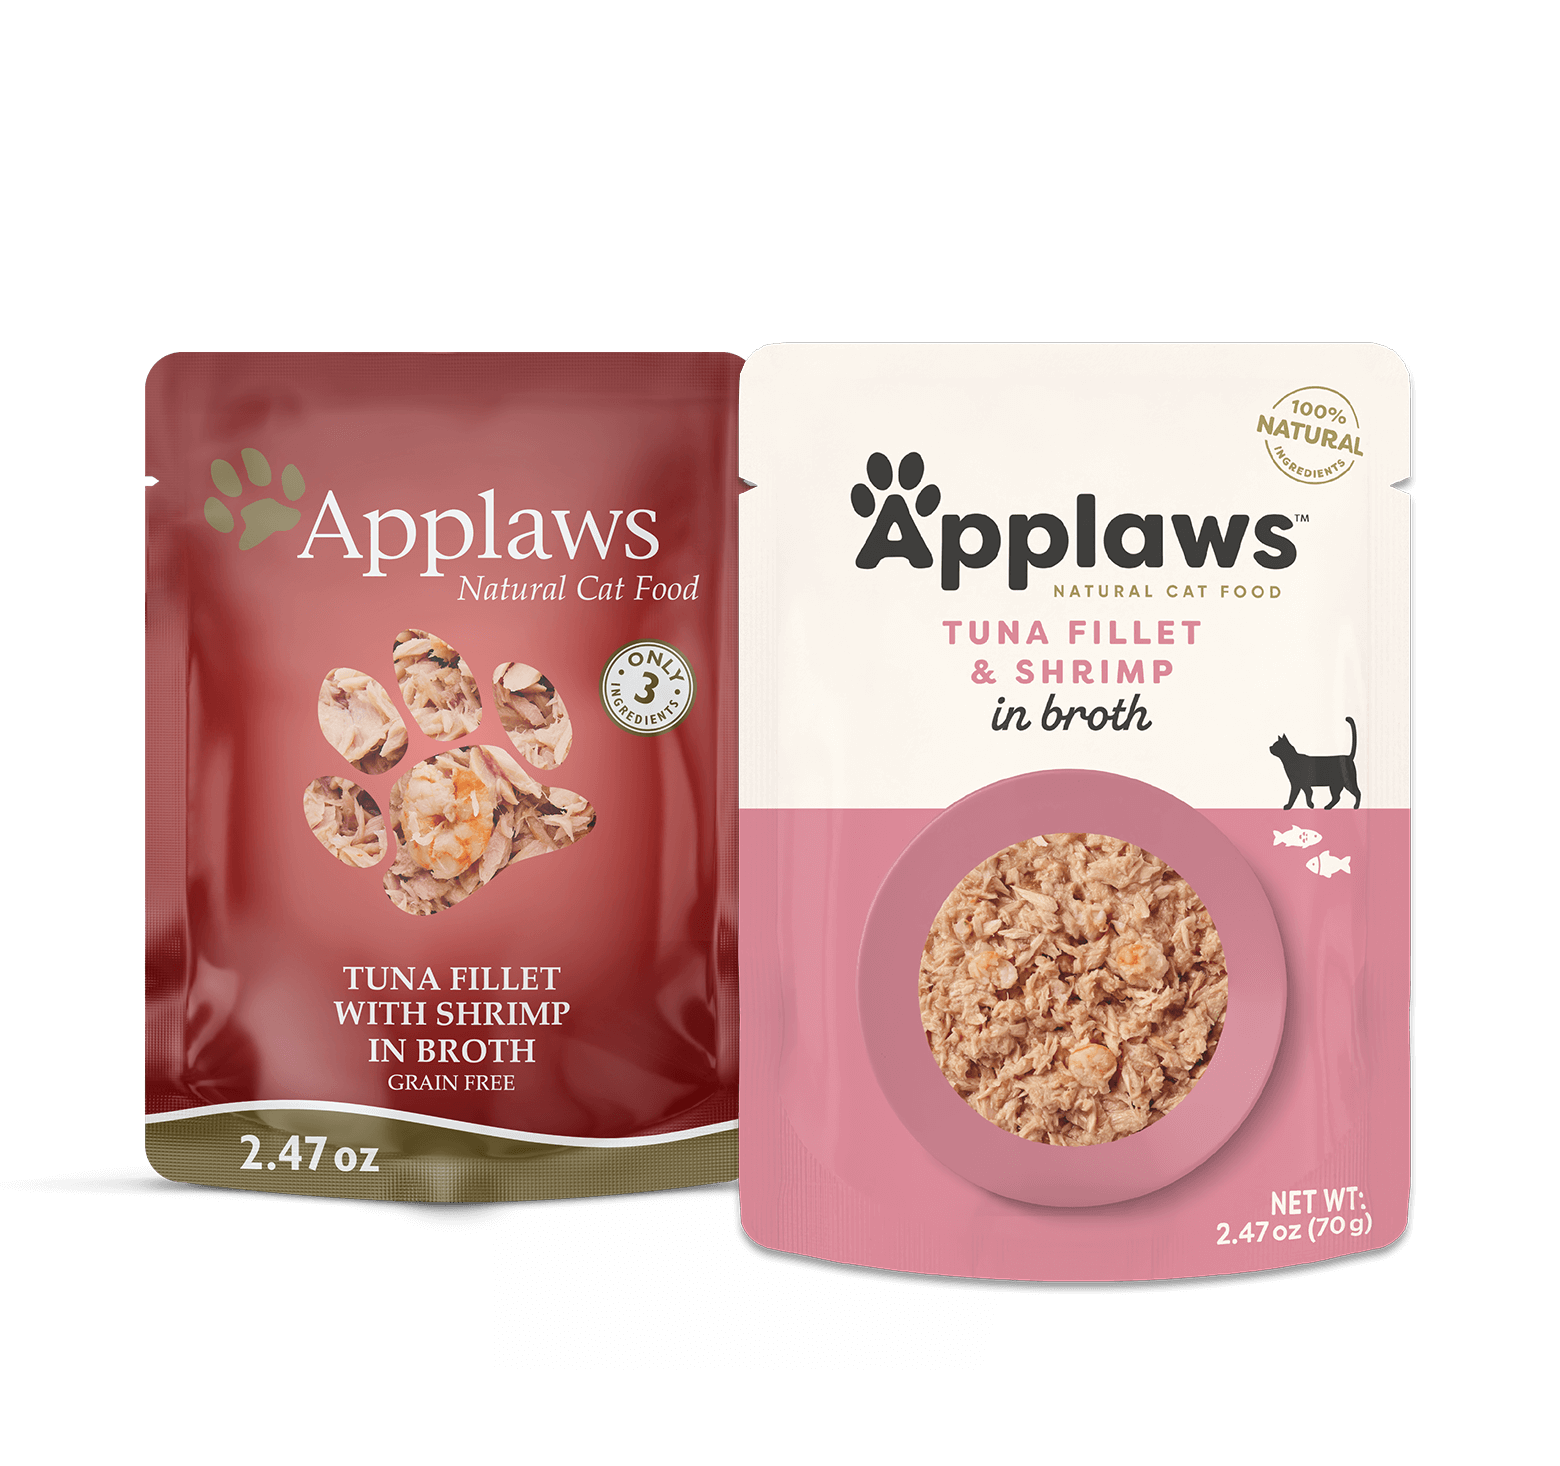 Applaws
Natural Cat Food
ONLY
3
INGREDIENTS
TUNA FILLET
WITH SHRIMP
IN BROTH
GRAIN FREE
2.47 oz
100%
NATURAL
INGREDIENTS
Applaws™
NATURAL CAT FOOD
TUNA FILLET
& SHRIMP
in broth
NET WT:
2.47 oz (70 g)